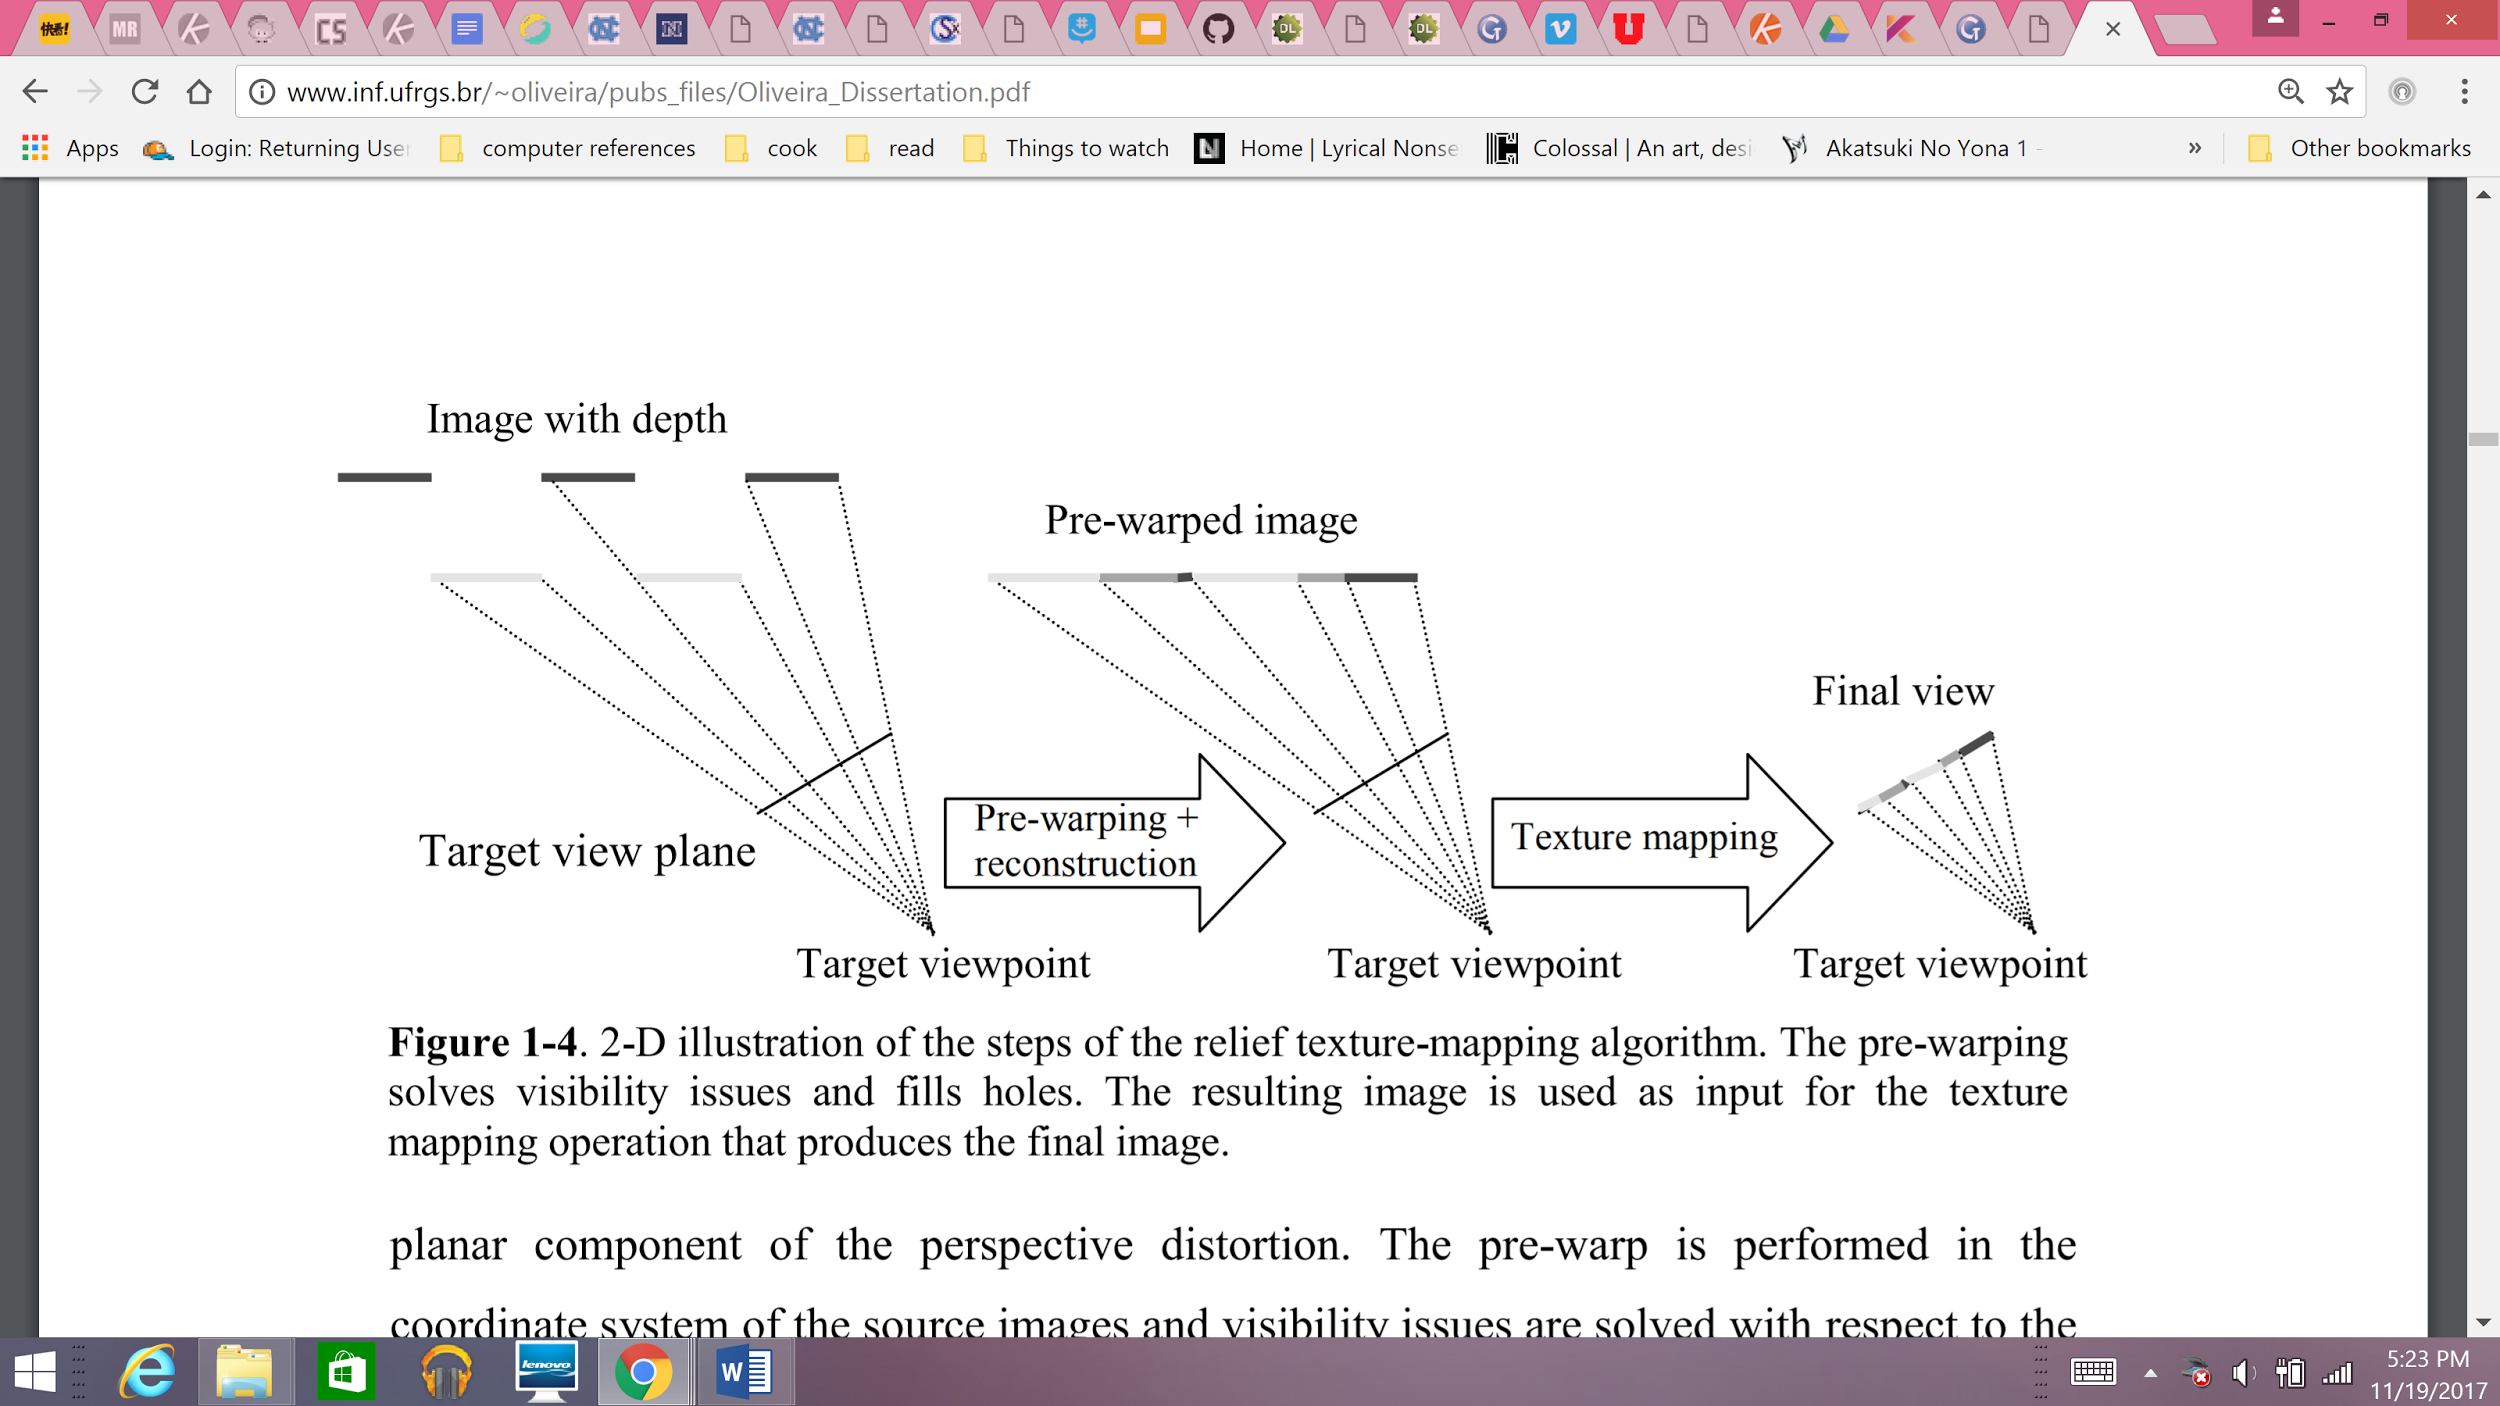 www.inf.ufrgs.br/~oliveira/pubs_files/Oliveira_Dissertation.pdf
Apps Login: Returning User computer references cook read Things to watch Home | Lyrical Nonse Colossal | An art, desi Akatsuki No Yona 1 - » Other bookmarks
Image with depth
Pre-warped image
Final view
Target view plane
Pre-warping +
reconstruction
Texture mapping
Target viewpoint Target viewpoint Target viewpoint
Figure 1-4. 2-D illustration of the steps of the relief texture-mapping algorithm. The pre-warping
solves visibility issues and fills holes. The resulting image is used as input for the texture
mapping operation that produces the final image.
planar component of the perspective distortion. The pre-warp is performed in the
coordinate system of the source images and visibility issues are solved with respect to the
lenovo
5:23 PM
11/19/2017